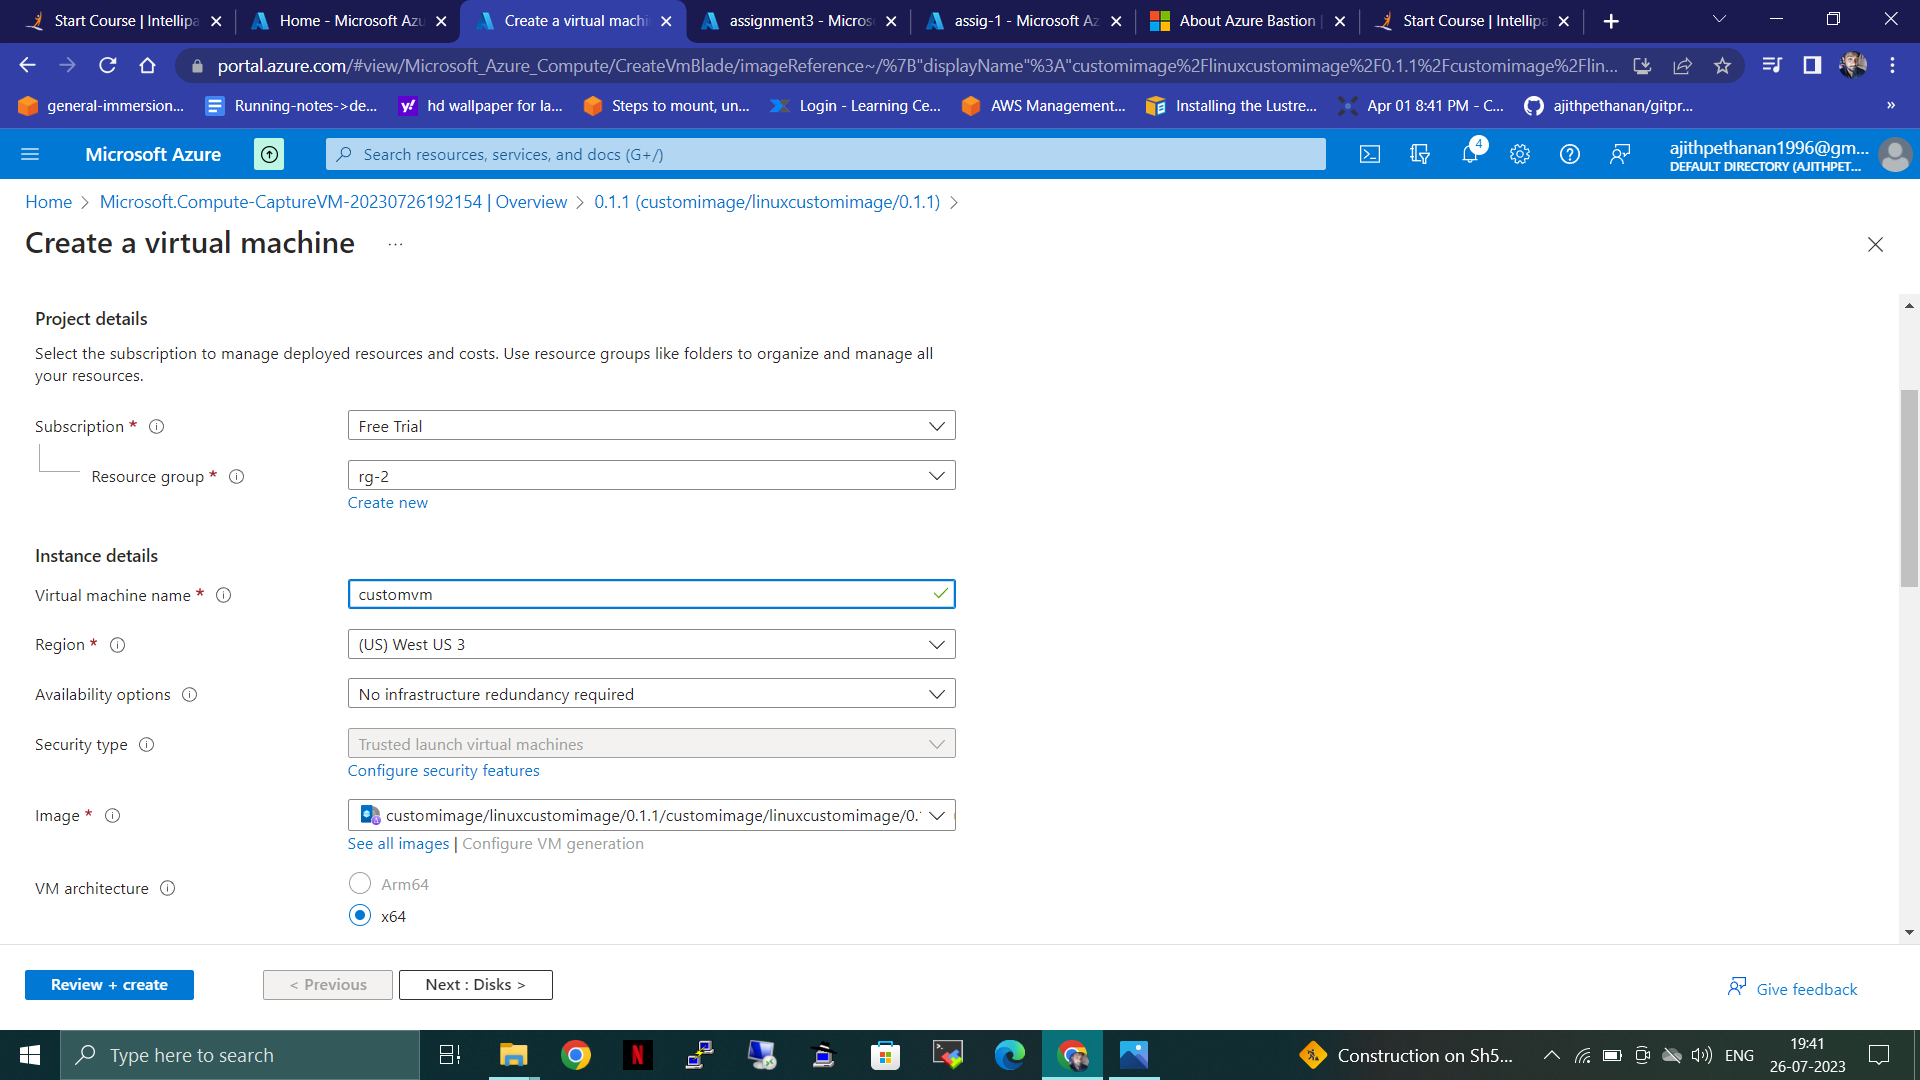 Start Course | Intellipa
Home - Microsoft Azu
Create a virtual machi
assignment3 - Micros
assig-1 - Microsoft Az
About Azure Bastion |
Start Course | Intellipa
portal.azure.com/#view/Microsoft_Azure_Compute/CreateVmBlade/imageReference~/%7B"displayName"%3A"customimage%2Flinuxcustomimage%2F0.1.1%2Fcustomimage%2Flin...
general-immersion...
Running-notes->de...
hd wallpaper for la...
Steps to mount, un...
Login - Learning Ce...
AWS Management...
Installing the Lustre...
Apr 01 8:41 PM - C...
ajithpethanan/gitpr...
»
Microsoft Azure
Search resources, services, and docs (G+/)
4
ajithpethanan1996@gm...
DEFAULT DIRECTORY (AJITHPET...
Home > Microsoft.Compute-CaptureVM-20230726192154 | Overview > 0.1.1 (customimage/linuxcustomimage/0.1.1) >
Create a virtual machine ...
Project details
Select the subscription to manage deployed resources and costs. Use resource groups like folders to organize and manage all
your resources.
Subscription * Free Trial
Resource group * rg-2
Create new
Instance details
Virtual machine name * customvm
Region * (US) West US 3
Availability options No infrastructure redundancy required
Security type Trusted launch virtual machines
Configure security features
Image * customimage/linuxcustomimage/0.1.1/customimage/linuxcustomimage/0.
See all images | Configure VM generation
VM architecture Arm64
x64
Review + create
< Previous
Next : Disks >
Give feedback
Type here to search
Construction on Sh5...
ENG
19:41
26-07-2023